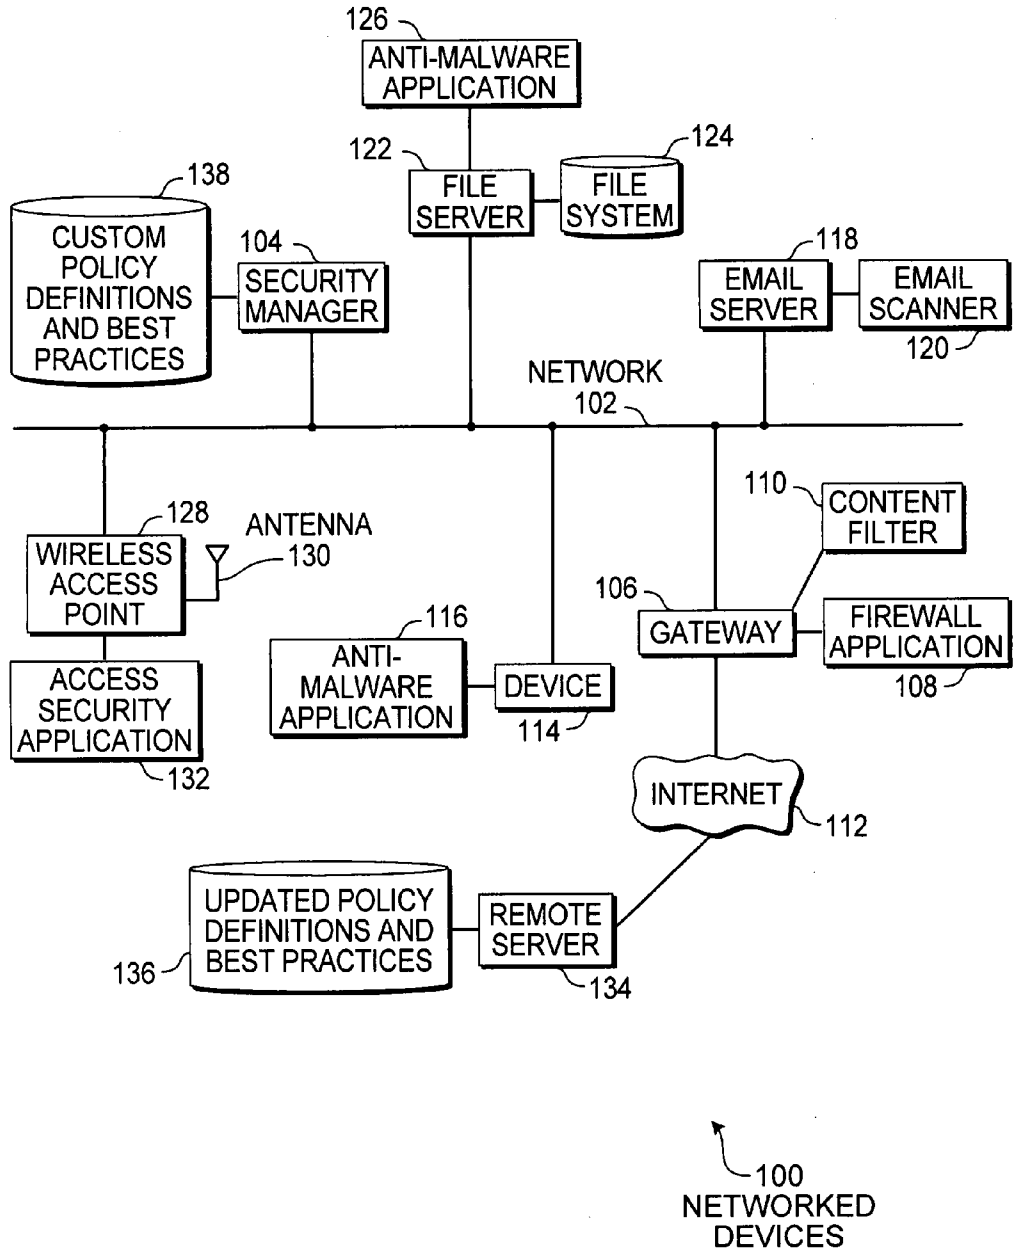 126
ANTI-MALWARE
APPLICATION
122
FILE
SERVER
124
FILE
SYSTEM
138
CUSTOM
POLICY
DEFINITIONS
AND BEST
PRACTICES
104
SECURITY
MANAGER
118
EMAIL
SERVER
EMAIL
SCANNER
120
NETWORK
102
128
WIRELESS
ACCESS
POINT
ANTENNA
130
ACCESS
SECURITY
APPLICATION
132
116
ANTI-
MALWARE
APPLICATION
DEVICE
114
110
CONTENT
FILTER
106
GATEWAY
FIREWALL
APPLICATION
108
INTERNET
112
UPDATED POLICY
DEFINITIONS AND
BEST PRACTICES
136
REMOTE
SERVER
134
100
NETWORKED
DEVICES